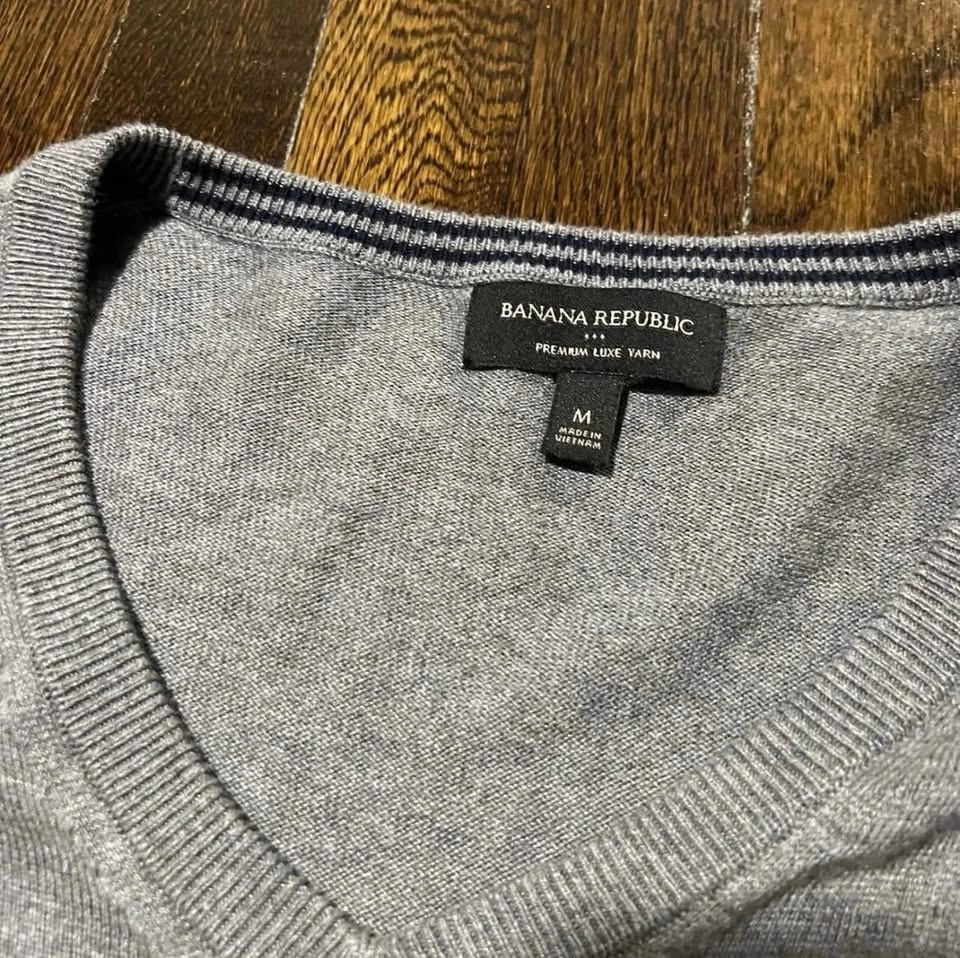 BANANA REPUBLIC
PREMIUM LUXE YARN
M
MADE IN
VIETNAM